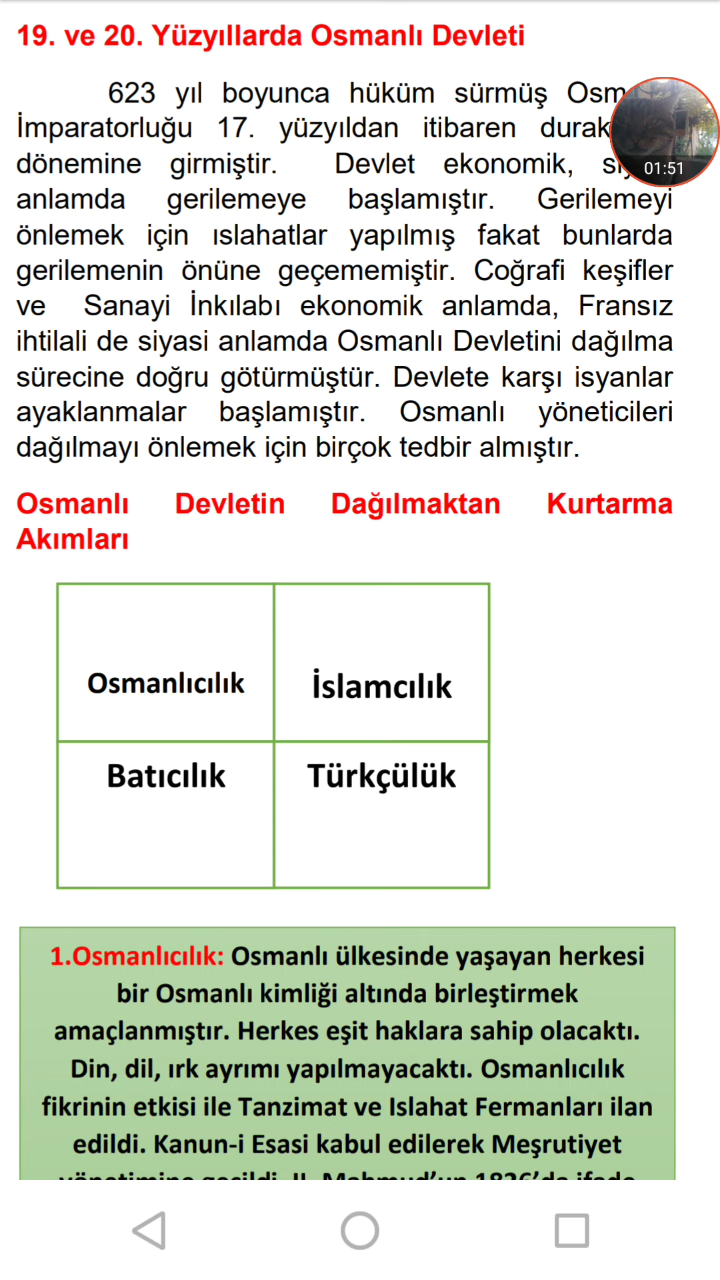 19. ve 20. Yüzyıllarda Osmanlı Devleti
623 yıl boyunca hüküm sürmüş
İmparatorluğu 17. yüzyıldan itibaren
dönemine girmiştir. Devlet ekonomik,
01:51
anlamda gerilemeye başlamıştır. Gerilemeyi
önlemek için ıslahatlar yapılmış fakat bunlarda
gerilemenin önüne geçememiştir. Coğrafi keşifler
ve Sanayi İnkılabı ekonomik anlamda, Fransız
ihtilali de siyasi anlamda Osmanlı Devletini dağılma
sürecine doğru götürmüştür. Devlete karşı isyanlar
ayaklanmalar başlamıştır. Osmanlı yöneticileri
dağılmayı önlemek için birçok tedbir almıştır.
Osmanlı Devletin Dağılmaktan Kurtarma
Akımları
Osmanlıcılık İslamcılık
Batıcılık Türkçülük
1.Osmanlıcılık: Osmanlı ülkesinde yaşayan herkesi
bir Osmanlı kimliği altında birleştirmek
amaçlanmıştır. Herkes eşit haklara sahip olacaktı.
Din, dil, ırk ayrımı yapılmayacaktı. Osmanlıcılık
fikrinin etkisi ile Tanzimat ve Islahat Fermanları ilan
edildi. Kanun-i Esasi kabul edilerek Meşrutiyet